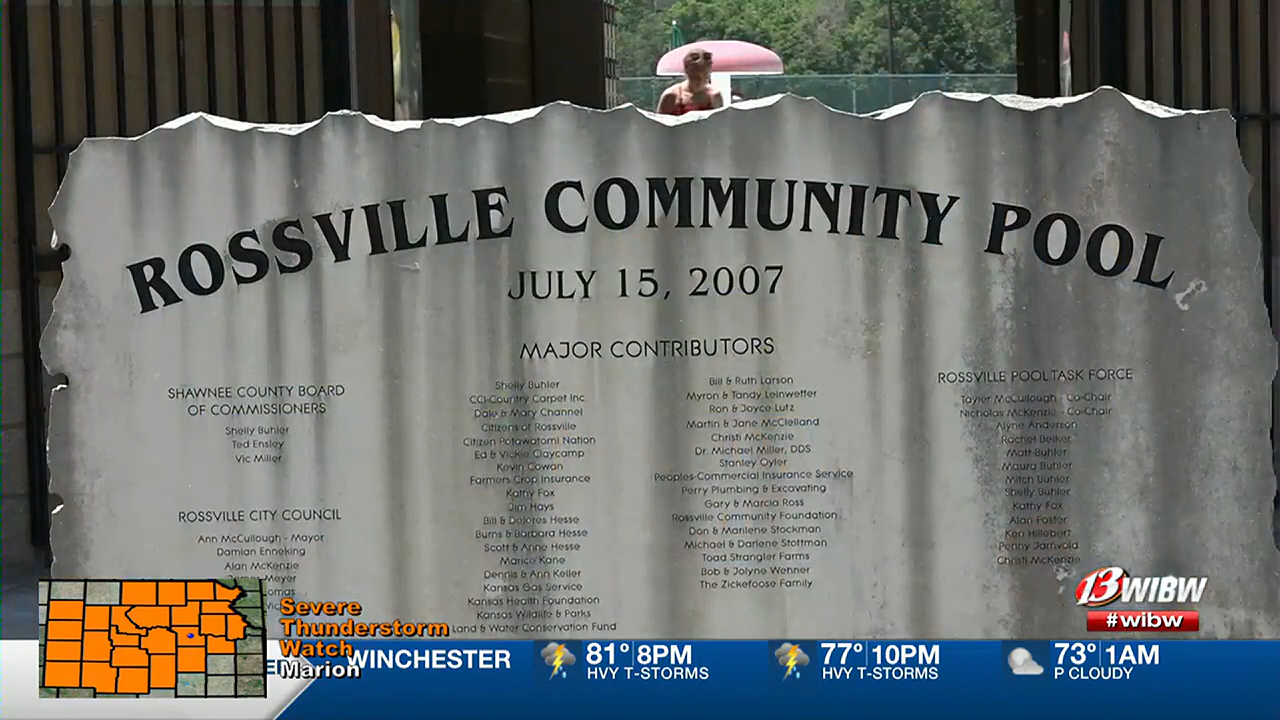 ROSSVILLE COMMUNITY POOL
JULY 15, 2007
MAJOR CONTRIBUTORS
SHAWNEE COUNTY BOARD
OF COMMISSIONERS
Shelly Buhler
Ted Ensley
Vic Miller
ROSSVILLE CITY COUNCIL
Ann McCullough - Mayor
Damian Enneking
Alan McKenzie
Meyer
Shelly Buhler
CCI-Country Carpet Inc.
Dale & Mary Channel
Citizens of Rossville
Citizen Potawatomi Nation
Ed & Vickie Claycamp
Kevin Cowan
Farmers Crop Insurance
Kathy Fox
Jim Hays
Bill & Delores Hesse
Burns & Barbara Hesse
Scott & Anne Hesse
Marice Kane
Dennis & Ann Keller
Kansas Gas Service
Kansas Health Foundation
Kansas Wildlife & Parks
Land & Water Conservation Fund
Bill & Ruth Larson
Myron & Tandy Leinwetter
Ron & Joyce Lutz
Martin & Jane McClelland
Christi McKenzie
Dr. Michael Miller, DDS
Stanley Oyler
Peoples-Commercial Insurance Service
Perry Plumbing & Excavating
Gary & Marcia Ross
Rossville Community Foundation
Dan & Marlene Stockman
Michael & Darlene Stottman
Toad Strangler Farms
Bob & Jolyne Wehner
The Zickefoose Family
ROSSVILLE POOL TASK FORCE
Tayler McCullough - Co-Chair
Nicholas McKenzie - Co-Chair
Alyne Anderson
Rachel Beiker
Matt Buhler
Maura Buhler
Mitch Buhler
Shelly Buhler
Kathy Fox
Alan Foster
Ken Hillebert
Penny Jarnvold
Christi McKenzie
13 WIBW
#wibw
Severe
Thunderstorm
Watch
Marion
WINCHESTER
81° 8PM
HVY T-STORMS
77° 10PM
HVY T-STORMS
73° 1AM
P CLOUDY